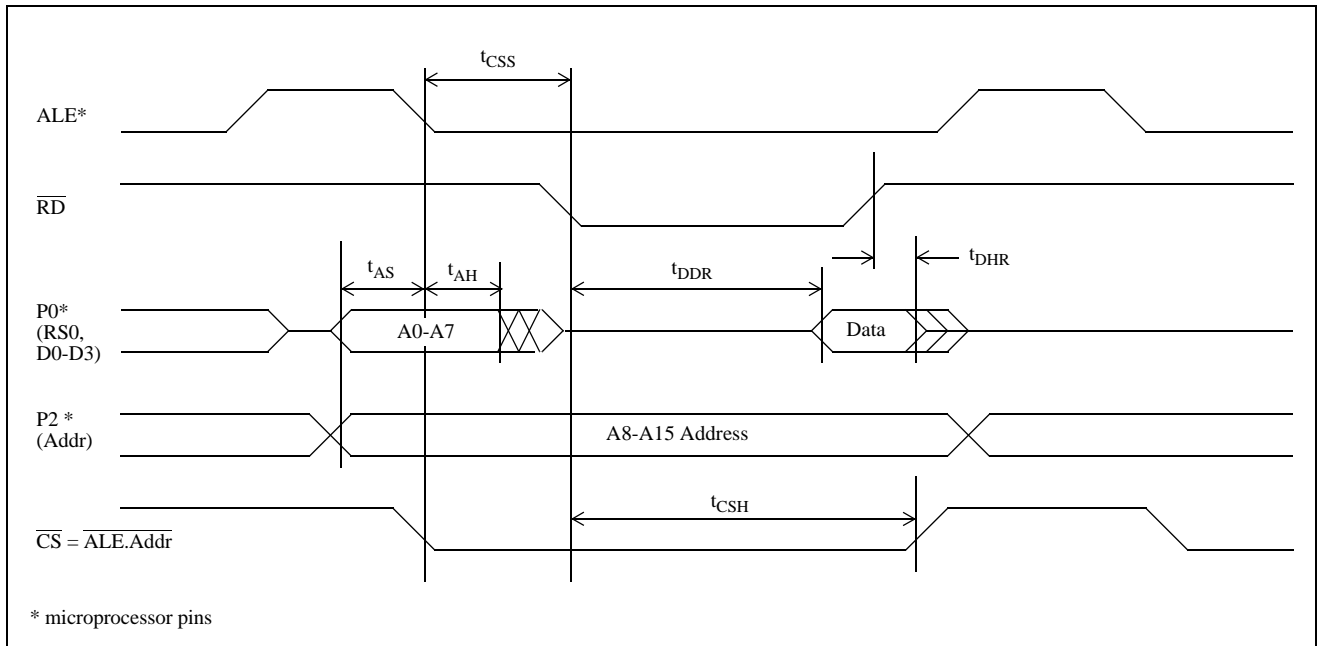 tCSS
ALE*
RD
tAS
tAH
tDDR
tDHR
P0*
(RS0,
D0-D3)
A0-A7
Data
P2 *
(Addr)
A8-A15 Address
tCSH
CS = ALE.Addr
* microprocessor pins